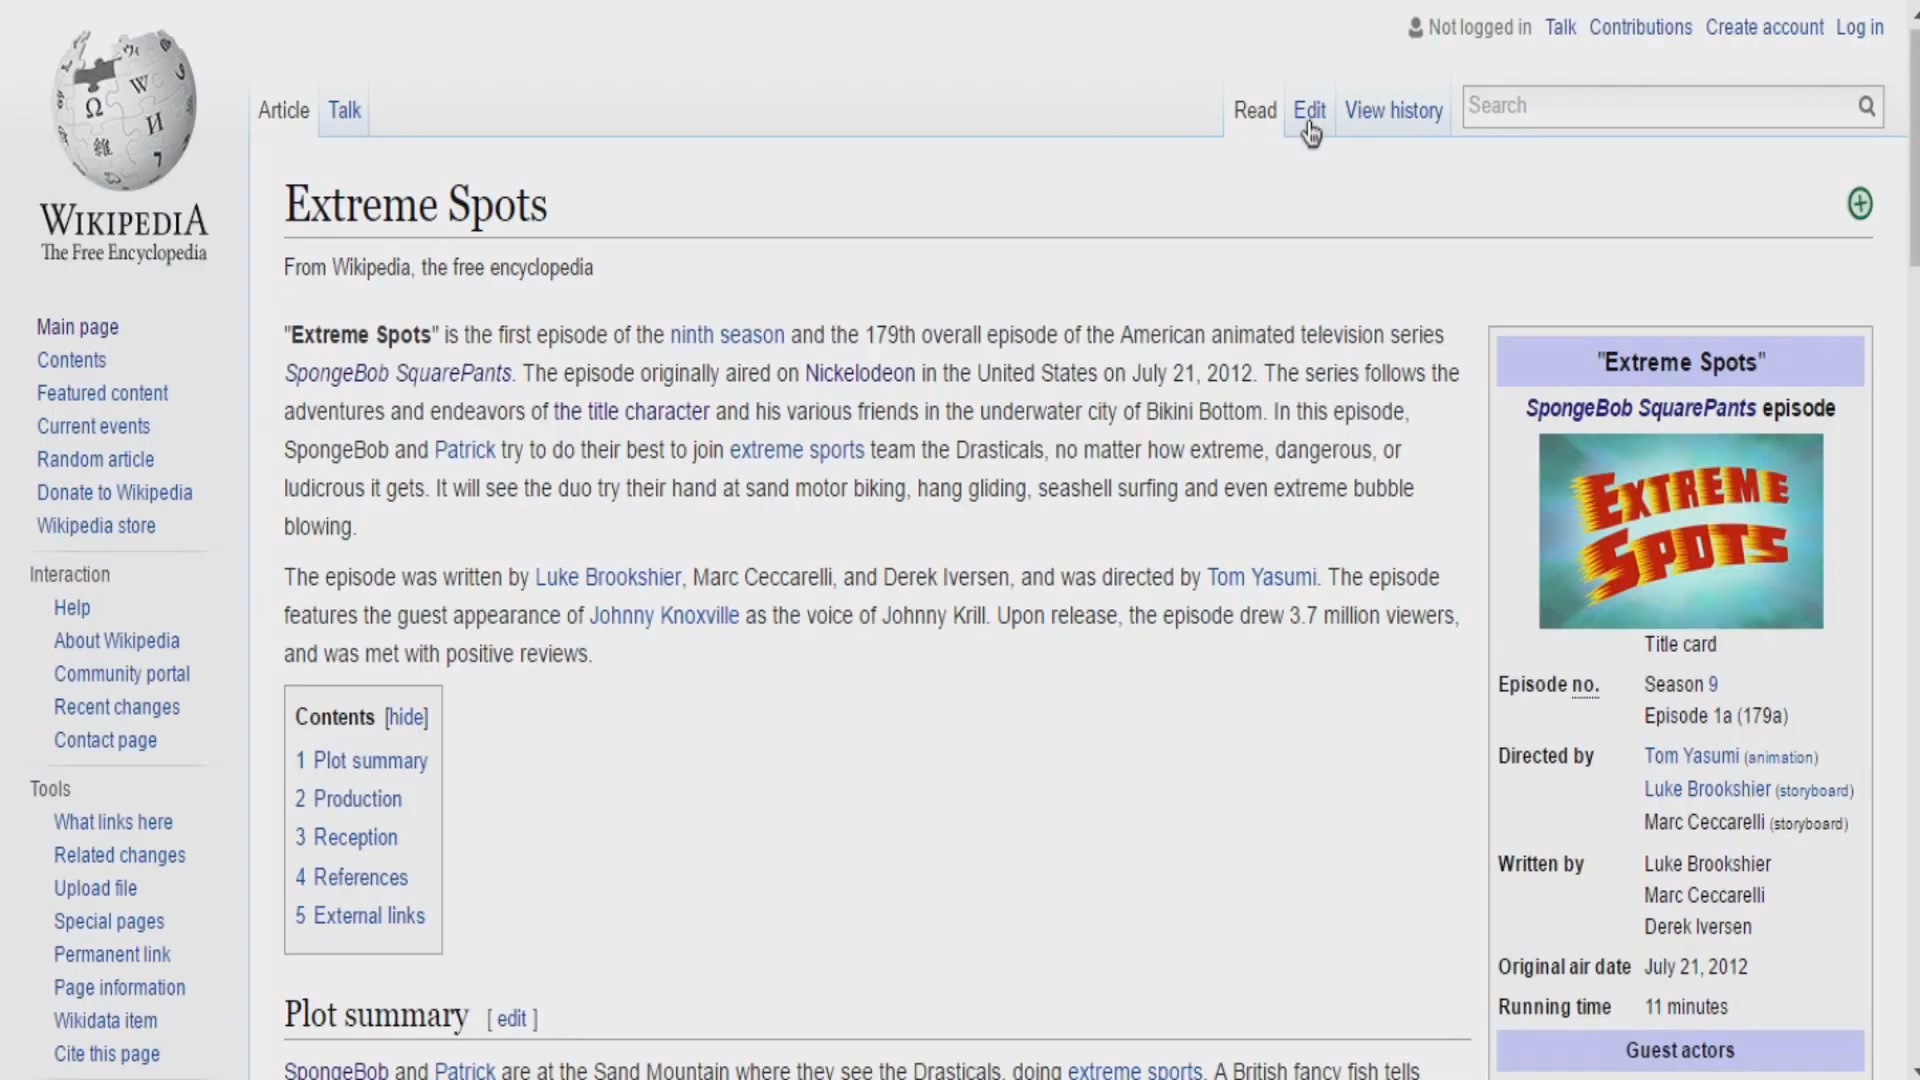 Not logged in Talk Contributions Create account Log in
Article Talk Read Edit View history Search
WIKIPEDIA
The Free Encyclopedia
Main page
Contents
Featured content
Current events
Random article
Donate to Wikipedia
Wikipedia store
Interaction
Help
About Wikipedia
Community portal
Recent changes
Contact page
Tools
What links here
Related changes
Upload file
Special pages
Permanent link
Page information
Wikidata item
Cite this page
Extreme Spots
From Wikipedia, the free encyclopedia
"Extreme Spots" is the first episode of the ninth season and the 179th overall episode of the American animated television series
SpongeBob SquarePants. The episode originally aired on Nickelodeon in the United States on July 21, 2012. The series follows the
adventures and endeavors of the title character and his various friends in the underwater city of Bikini Bottom. In this episode,
SpongeBob and Patrick try to do their best to join extreme sports team the Drasticals, no matter how extreme, dangerous, or
ludicrous it gets. It will see the duo try their hand at sand motor biking, hang gliding, seashell surfing and even extreme bubble
blowing.
The episode was written by Luke Brookshier, Marc Ceccarelli, and Derek Iversen, and was directed by Tom Yasumi. The episode
features the guest appearance of Johnny Knoxville as the voice of Johnny Krill. Upon release, the episode drew 3.7 million viewers,
and was met with positive reviews.
Contents [hide]
1 Plot summary
2 Production
3 Reception
4 References
5 External links
Plot summary [ edit ]
SpongeBob and Patrick are at the Sand Mountain where they see the Drasticals, doing extreme sports. A British fancy fish tells
"Extreme Spots"
SpongeBob SquarePants episode
EXTREME
SPOTS
Title card
Episode no. Season 9
Episode 1a (179a)
Directed by Tom Yasumi (animation)
Luke Brookshier (storyboard)
Marc Ceccarelli (storyboard)
Written by Luke Brookshier
Marc Ceccarelli
Derek Iversen
Original air date July 21, 2012
Running time 11 minutes
Guest actors